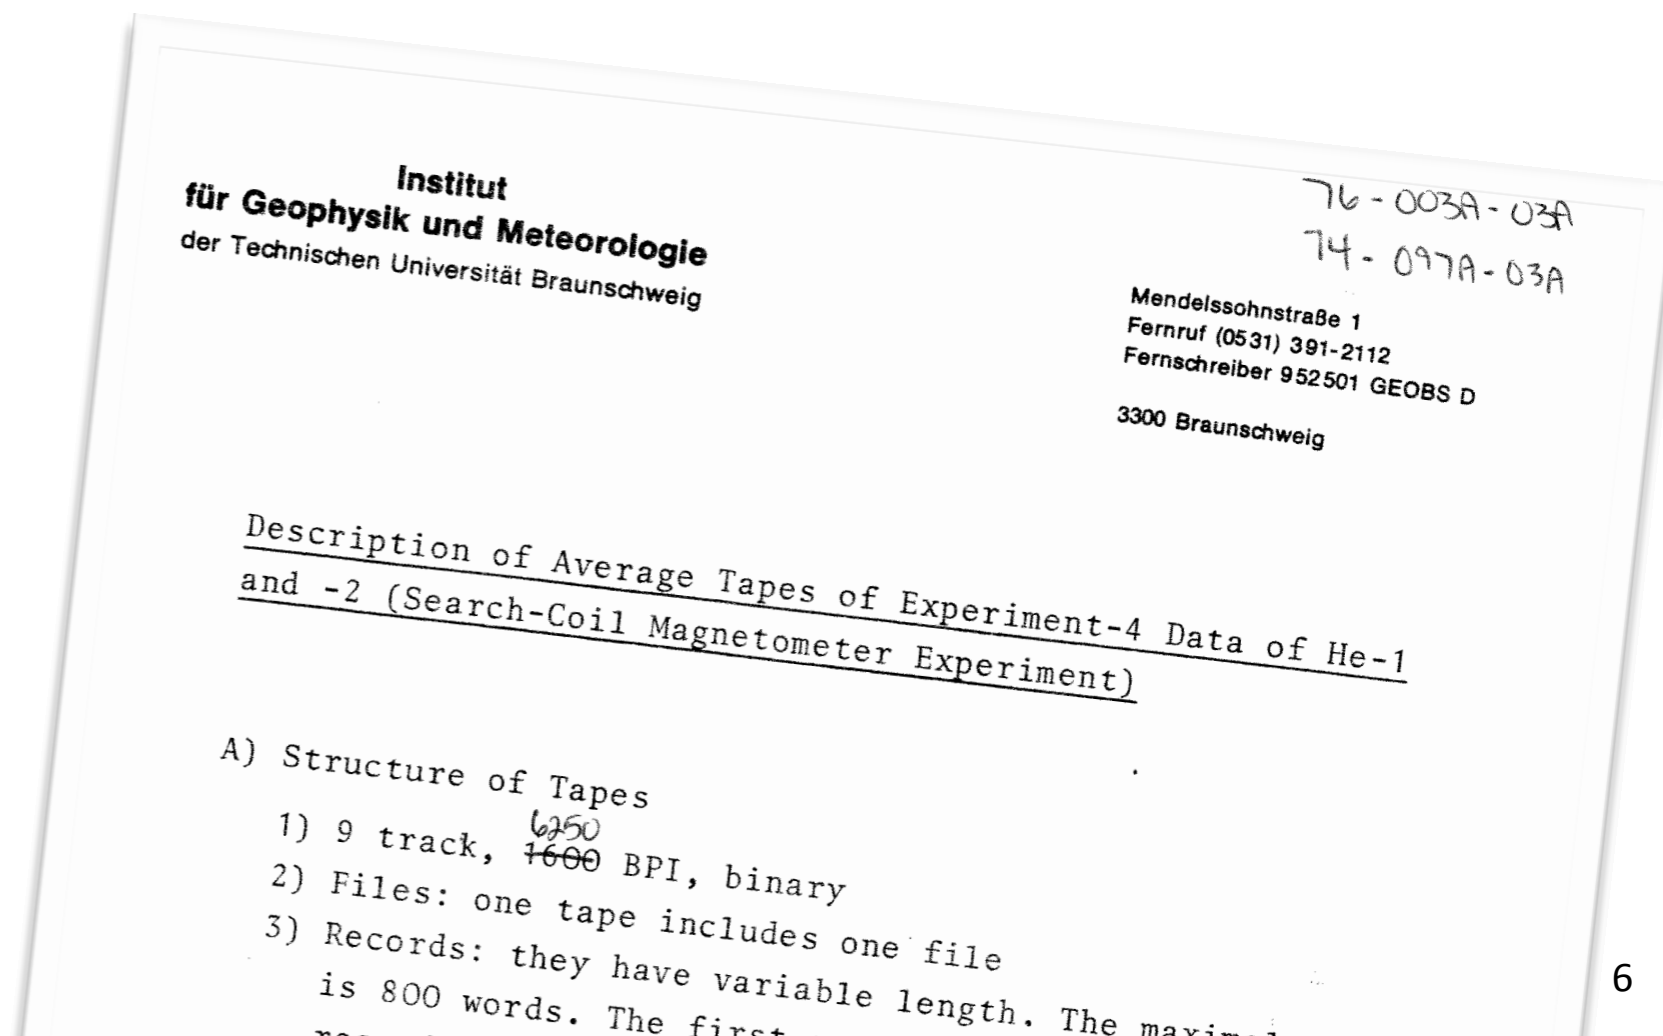 Institut
für Geophysik und Meteorologie
der Technischen Universität Braunschweig
76-003A-03A
74-097A-03A
Mendelssohnstraße 1
Fernruf (0531) 391-2112
Fernschreiber 952501 GEOBS D
3300 Braunschweig
Description of Average Tapes of Experiment-4 Data of He-1
and -2 (Search-Coil Magnetometer Experiment)
A) Structure of Tapes
6250
1) 9 track, 1600 BPI, binary
2) Files: one tape includes one file
3) Records: they have variable length. The maximal
is 800 words. The first
6